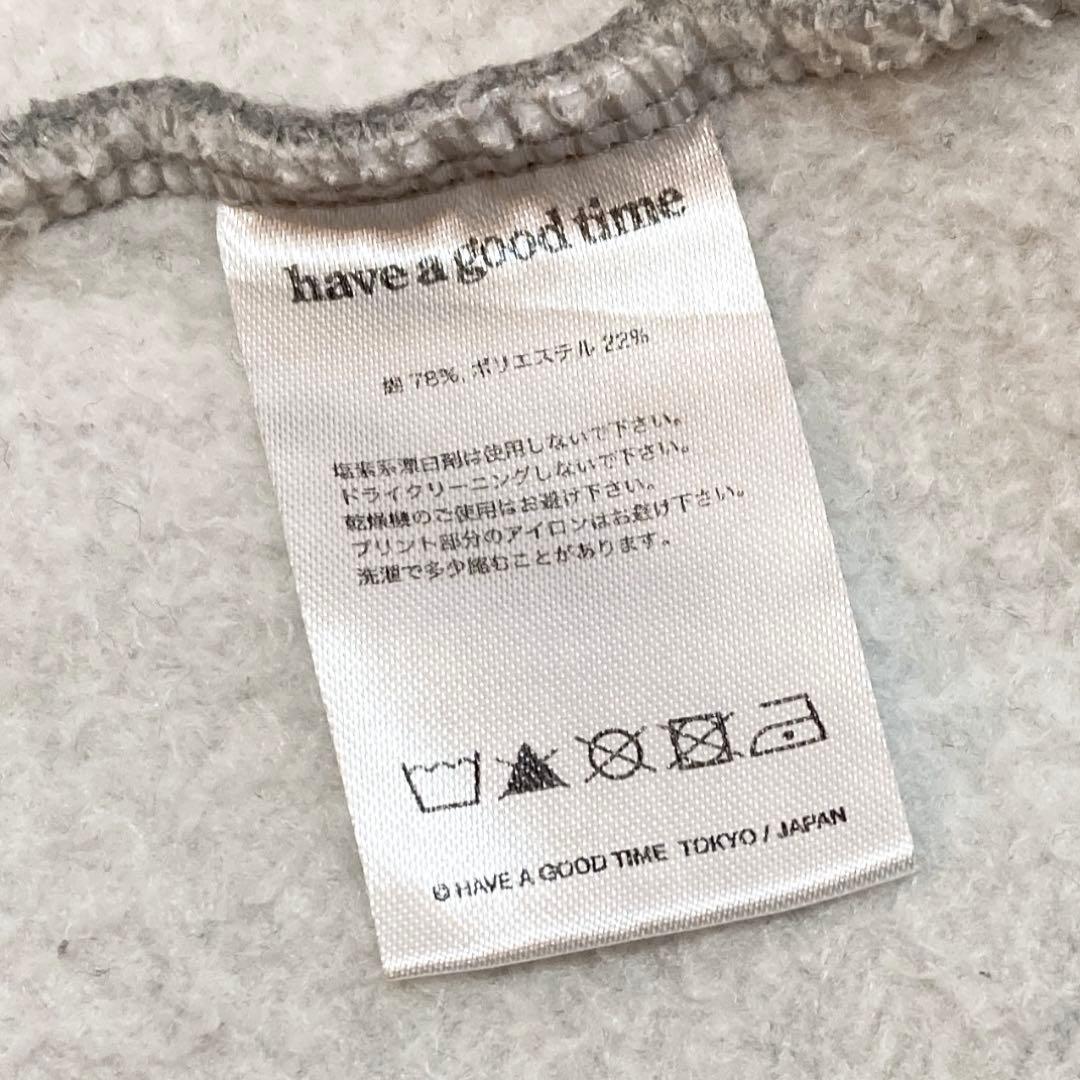 have a good time
綿 78%, ポリエステル 22%
塩素系漂白剤は使用しないで下さい。
ドライクリーニングしないで下さい。
乾燥機のご使用はお避け下さい。
プリント部分のアイロンはお避け下さい。
洗濯で多少縮むことがあります。
© HAVE A GOOD TIME TOKYO / JAPAN